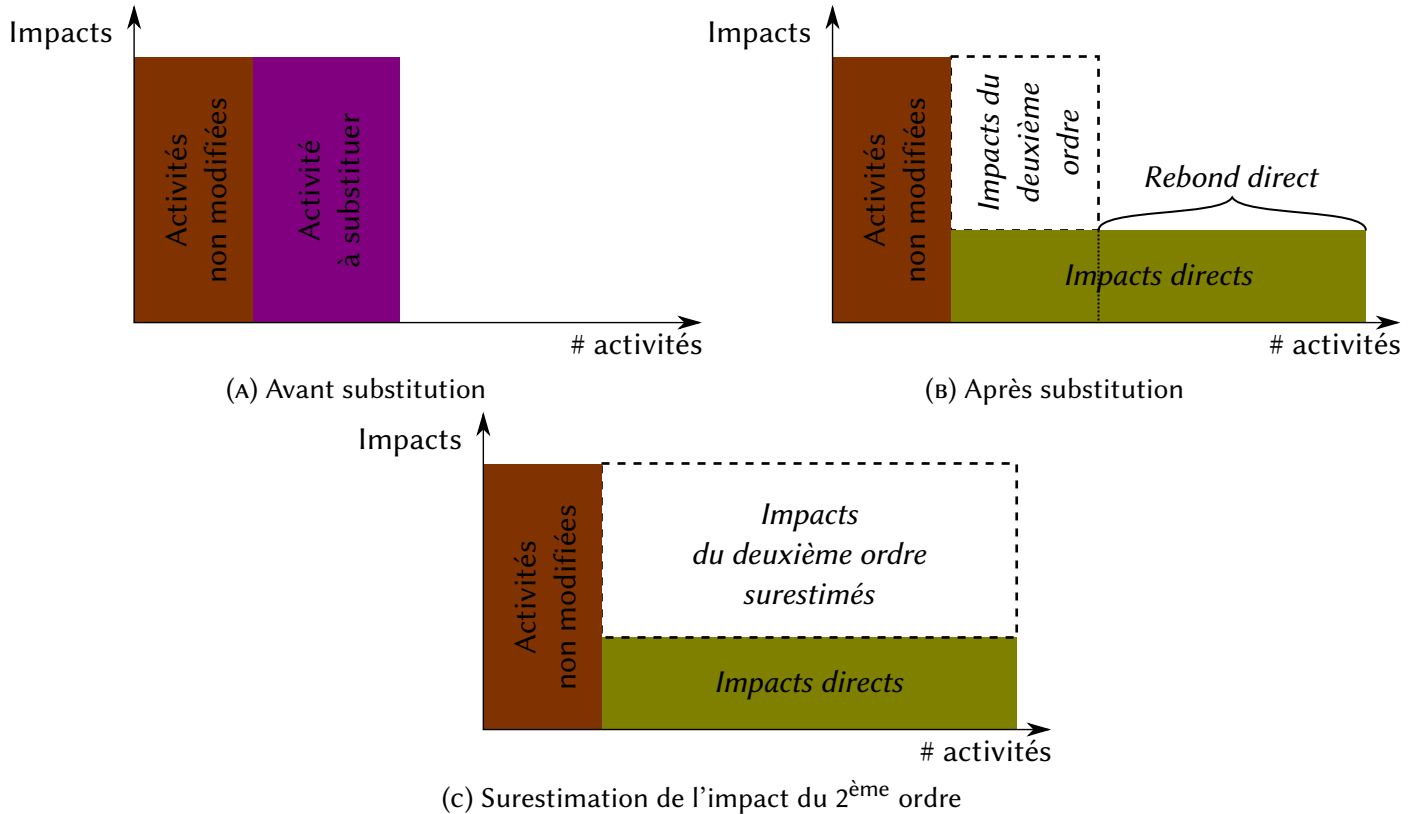 Impacts
Activités
non modifiées
Activité
à substituer
# activités
(A) Avant substitution
Impacts
Activités
non modifiées
Impacts du
deuxième
ordre
Rebond direct
Impacts directs
# activités
(B) Après substitution
Impacts
Activités
non modifiées
Impacts
du deuxième ordre
surestimés
Impacts directs
# activités
(C) Surestimation de l'impact du 2ème ordre